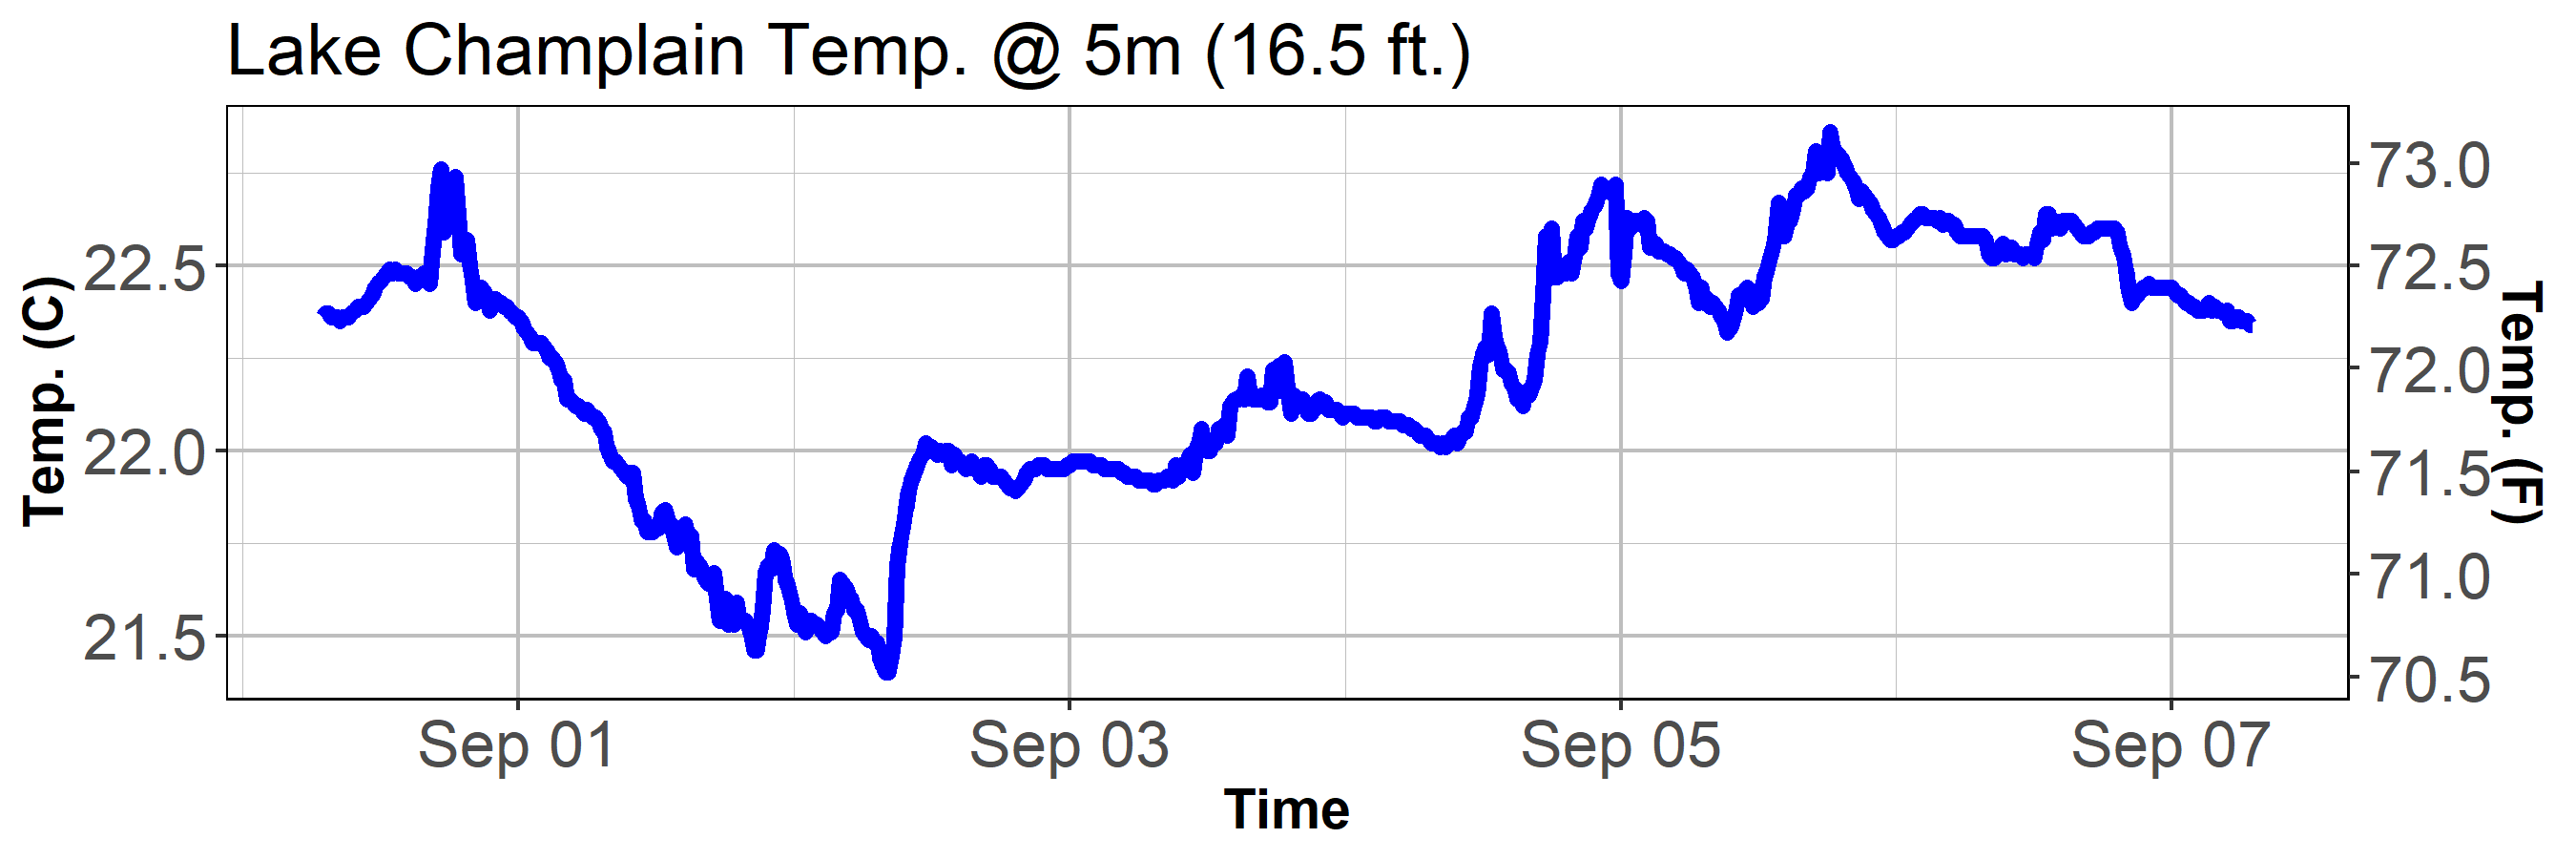 Lake Champlain Temp. @ 5m (16.5 ft.)
Temp. (C)
22.5
22.0
21.5
73.0
72.5
72.0
71.5
71.0
70.5
Temp. (F)
Sep 01
Sep 03
Sep 05
Sep 07
Time